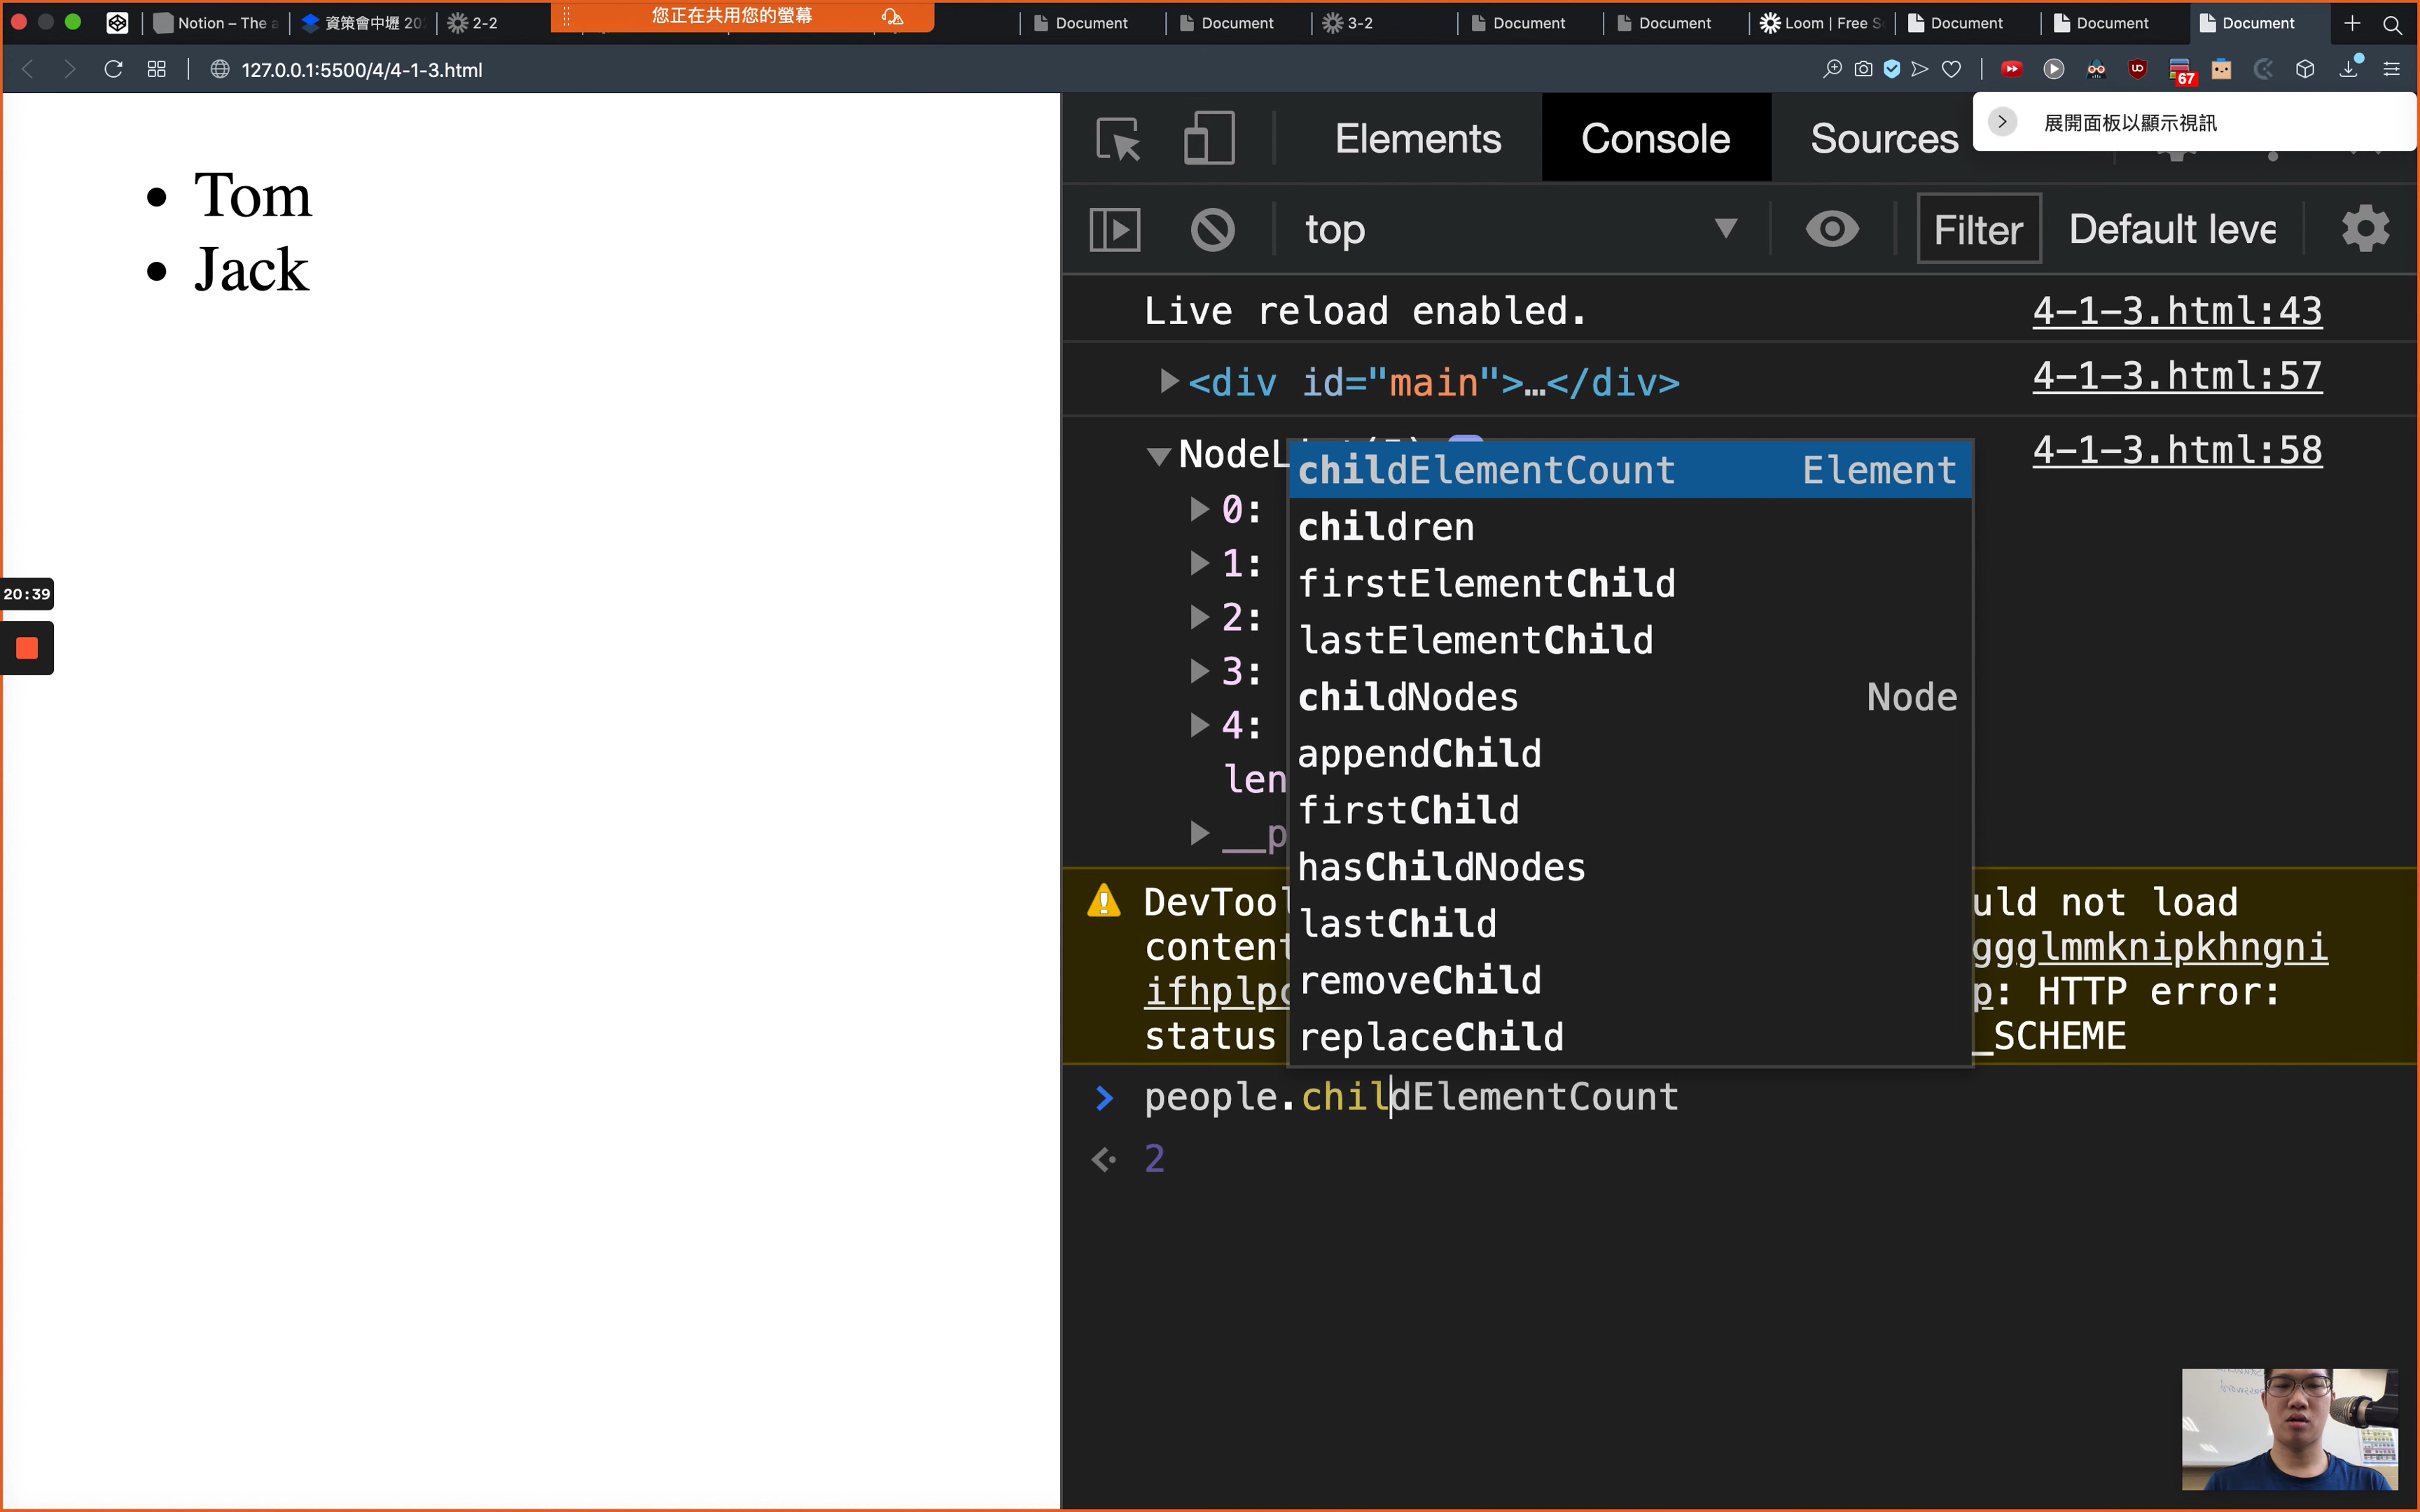 Notion – The a
資策會中壢 202
2-2
您正在共用您的螢幕
Document
Document
3-2
Document
Document
Loom | Free S
Document
Document
Document
127.0.0.1:5500/4/4-1-3.html
67
展開面板以顯示視訊
Elements
Console
Sources
top
Filter
Default leve
Tom
Jack
20:39
Live reload enabled.
4-1-3.html:43
<div id="main">…</div>
4-1-3.html:57
NodeL
4-1-3.html:58
0:
1:
2:
3:
4:
len
__p
childElementCount Element
children
firstElementChild
lastElementChild
childNodes Node
appendChild
firstChild
hasChildNodes
lastChild
removeChild
replaceChild
DevTool
uld not load
content
ggglmmknipkhngni
ifhplpc
p: HTTP error:
status
_SCHEME
people.childElementCount
2